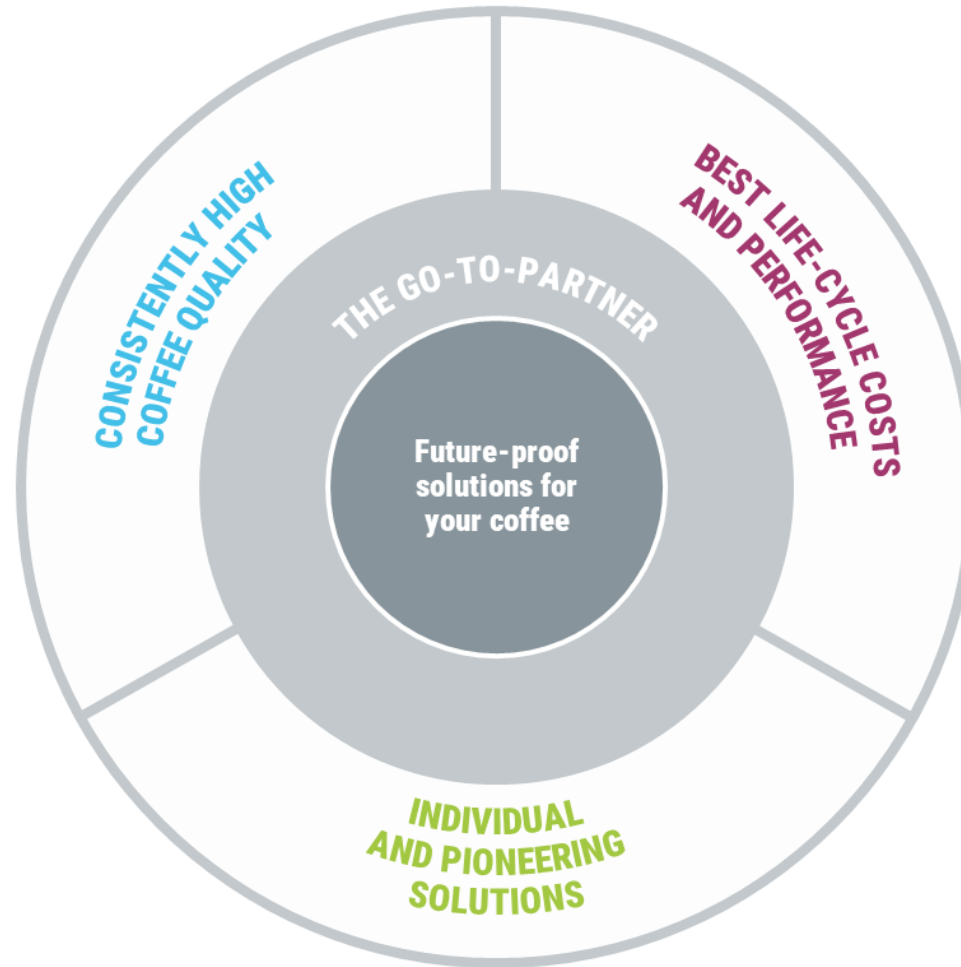 CONSISTENTLY HIGH
COFFEE QUALITY
BEST LIFE-CYCLE COSTS
AND PERFORMANCE
THE GO-TO-PARTNER
Future-proof
solutions for
your coffee
INDIVIDUAL
AND PIONEERING
SOLUTIONS